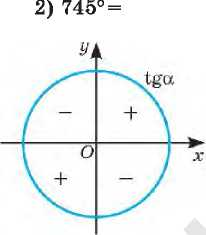 2) 745° =
y
tgα
− +
O x
+ −